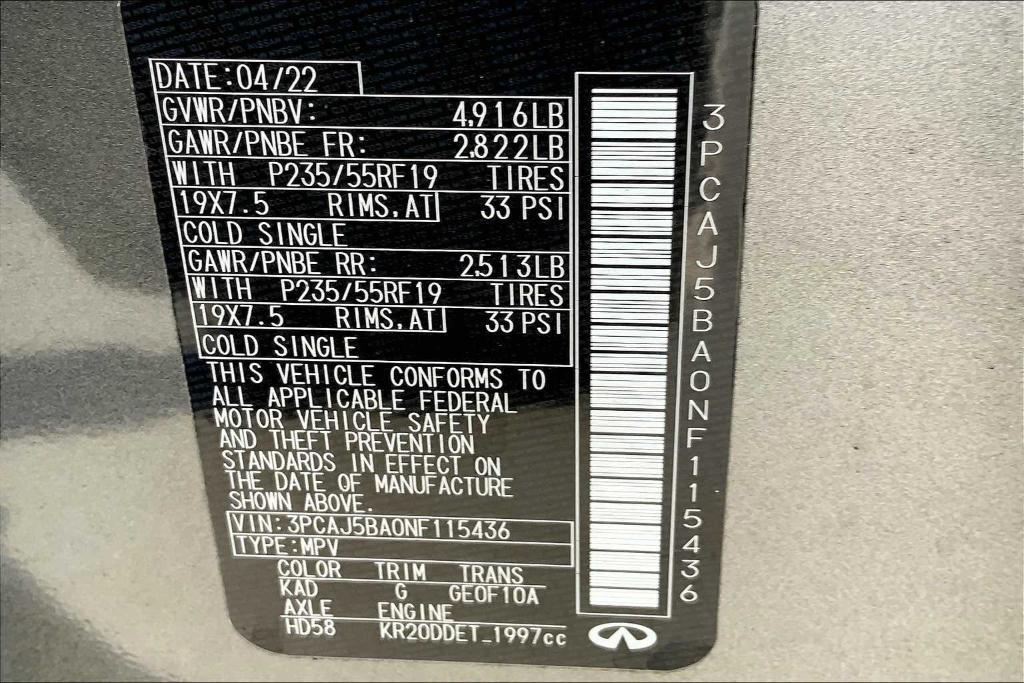 DATE:04/22
GVWR/PNBV: 4,916LB
GAWR/PNBE FR: 2,822LB
WITH P235/55RF19 TIRES
19X7.5 RIMS,AT 33 PSI
COLD SINGLE
GAWR/PNBE RR: 2,513LB
WITH P235/55RF19 TIRES
19X7.5 RIMS,AT 33 PSI
COLD SINGLE
THIS VEHICLE CONFORMS TO
ALL APPLICABLE FEDERAL
MOTOR VEHICLE SAFETY
AND THEFT PREVENTION
STANDARDS IN EFFECT ON
THE DATE OF MANUFACTURE
SHOWN ABOVE.
VIN:3PCAJ5BA0NF115436
TYPE:MPV
COLOR TRIM TRANS
KAD G GE0F10A
AXLE ENGINE
HD58 KR20DDET_1997cc
3PCAJ5BA0NF115436